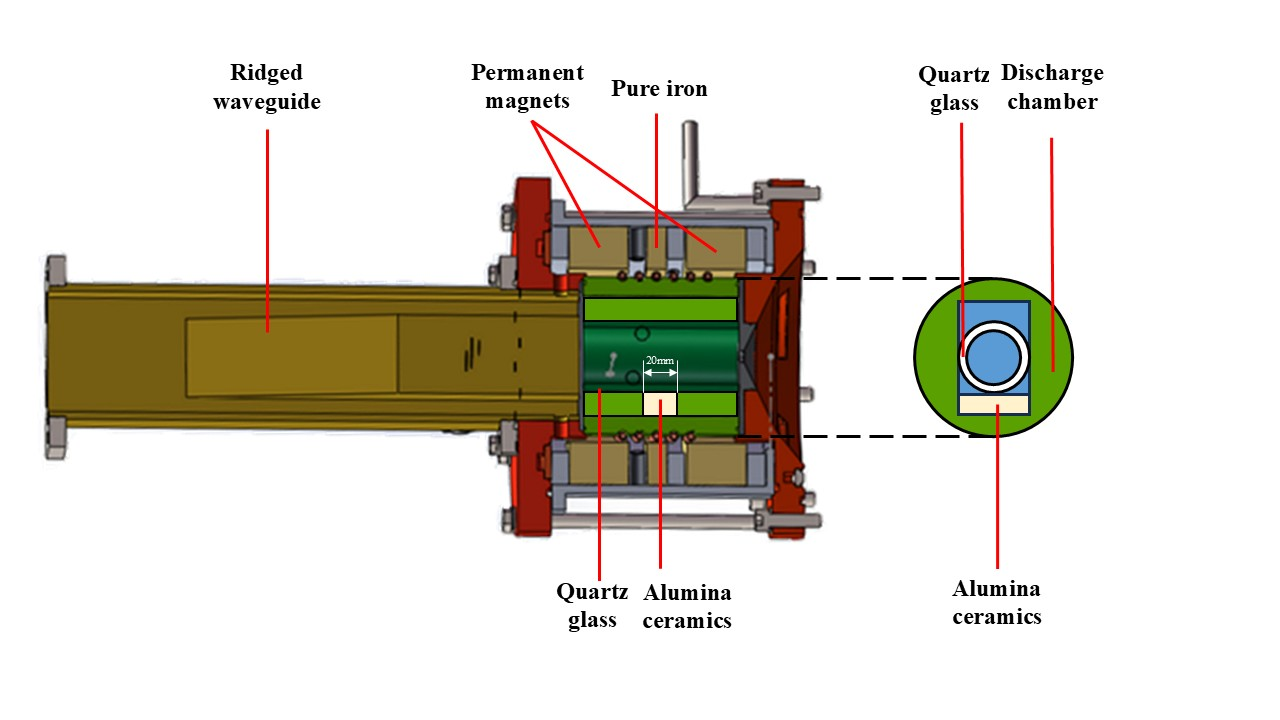 Ridged
waveguide
Permanent
magnets
Pure iron
Quartz
glass
Discharge
chamber
20mm
Quartz
glass
Alumina
ceramics
Alumina
ceramics